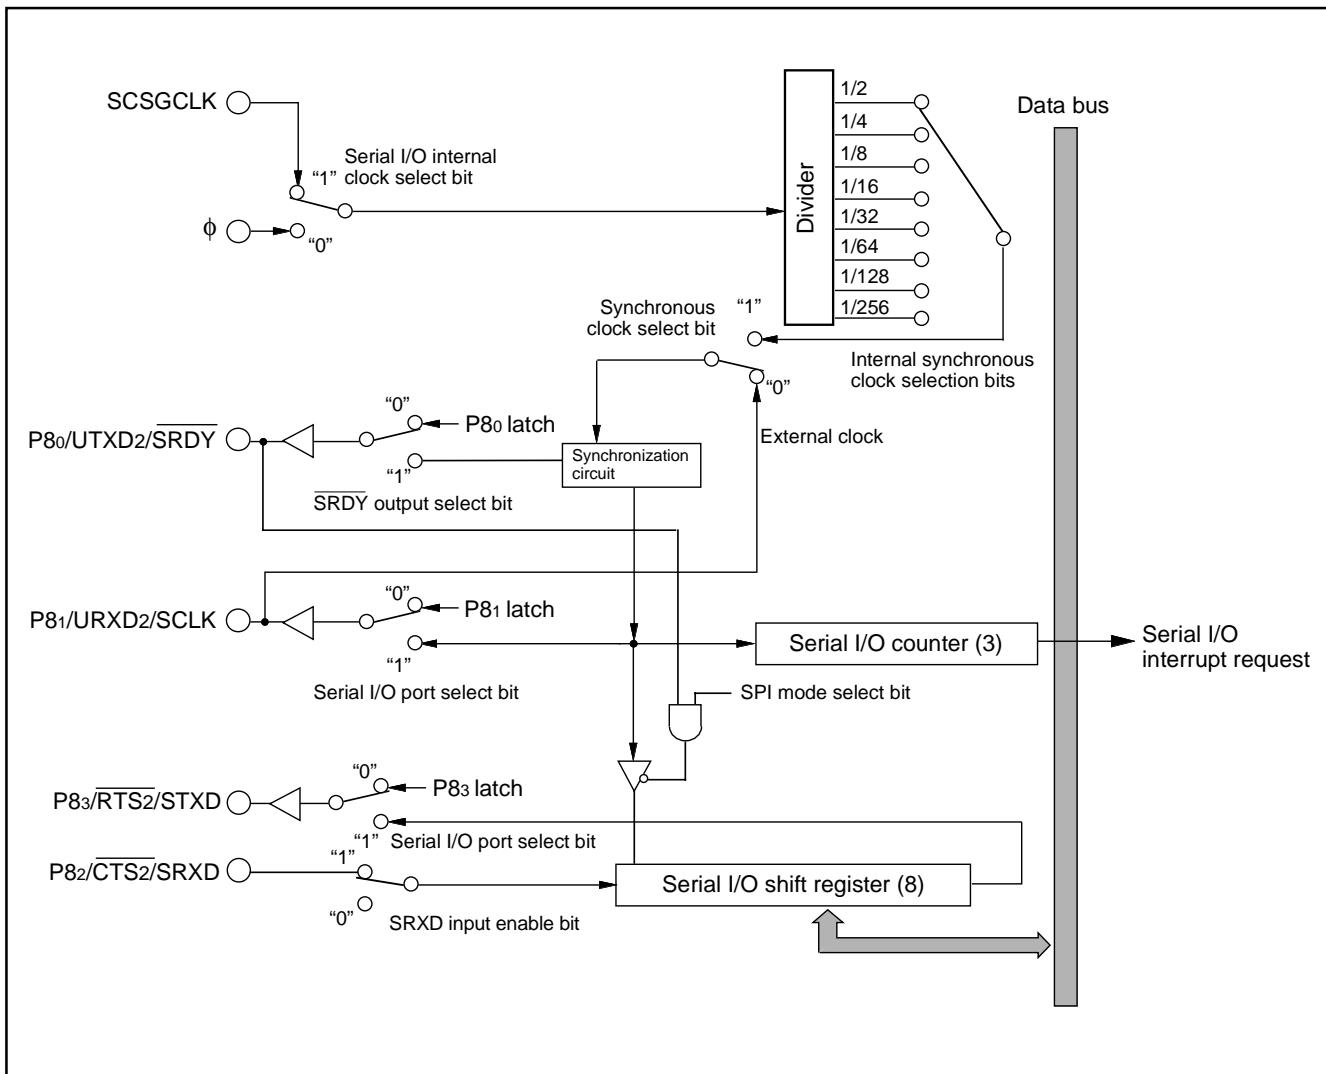 SCSGCLK
“1”
Serial I/O internal
clock select bit
ϕ
“0”
Divider
1/2
1/4
1/8
1/16
1/32
1/64
1/128
1/256
Data bus
Synchronous
clock select bit
“1”
“0”
Internal synchronous
clock selection bits
External clock
P80/UTXD2/SRDY
“0”
P80 latch
“1”
SRDY output select bit
Synchronization
circuit
P81/URXD2/SCLK
“0”
P81 latch
“1”
Serial I/O port select bit
Serial I/O counter (3)
Serial I/O
interrupt request
SPI mode select bit
P83/RTS2/STXD
“0”
P83 latch
“1”
Serial I/O port select bit
P82/CTS2/SRXD
“1”
“0”
SRXD input enable bit
Serial I/O shift register (8)